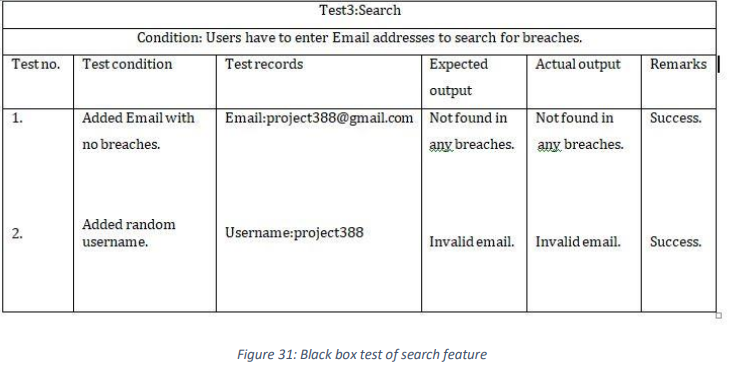 Test3:Search
Condition: Users have to enter Email addresses to search for breaches.
Test no. Test condition Test records Expected output Actual output Remarks
1. Added Email with no breaches. Email:project388@gmail.com Not found in any breaches. Not found in any breaches. Success.
2. Added random username. Username:project388 Invalid email. Invalid email. Success.
Figure 31: Black box test of search feature